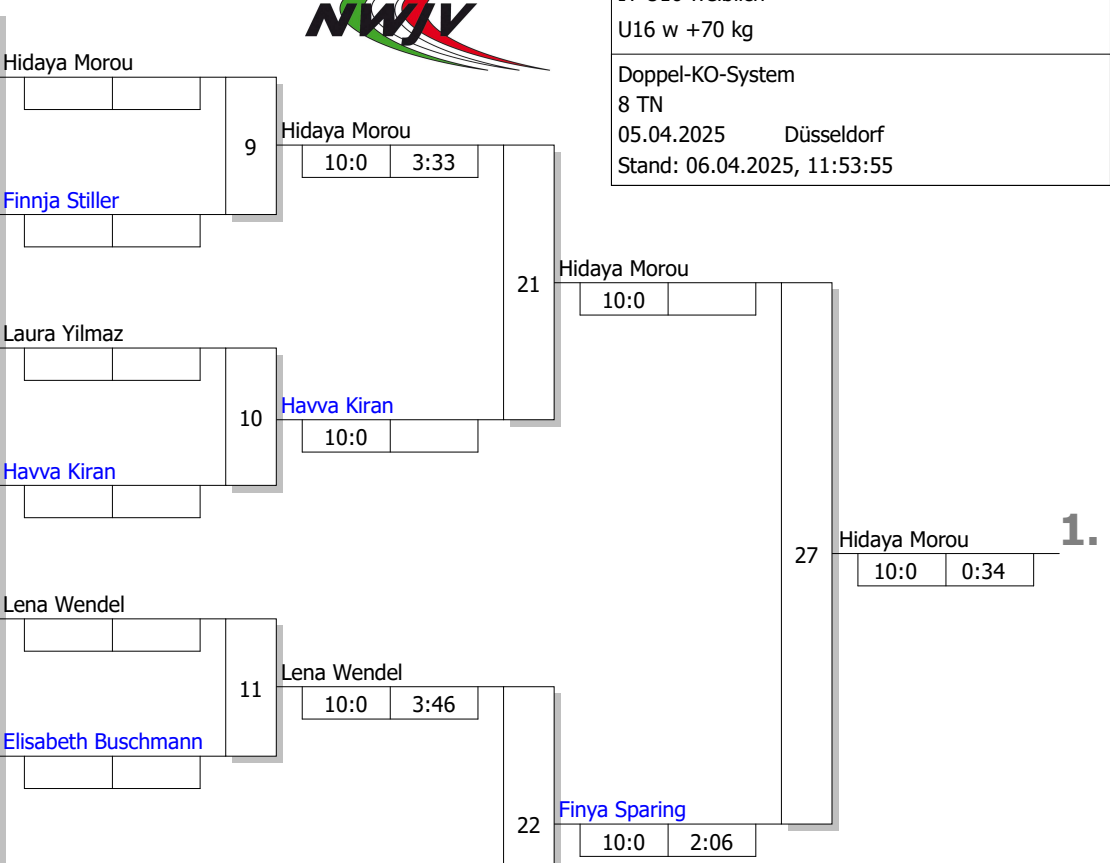 NWJV
U16 w +70 kg
Doppel-KO-System
8 TN
05.04.2025 Düsseldorf
Stand: 06.04.2025, 11:53:55
Hidaya Morou
9
Hidaya Morou
10:0 3:33
Finnja Stiller
21
Hidaya Morou
10:0
Laura Yilmaz
10
Havva Kiran
10:0
Havva Kiran
27
Hidaya Morou
1.
10:0 0:34
Lena Wendel
11
Lena Wendel
10:0 3:46
Elisabeth Buschmann
22
Finya Sparing
10:0 2:06